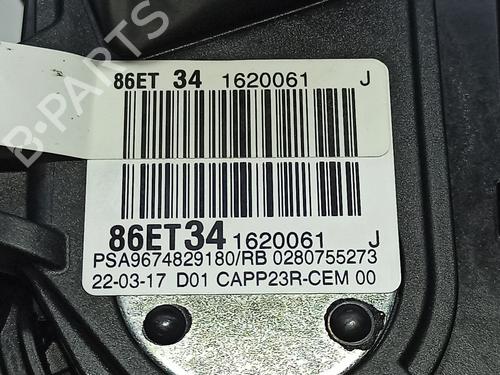 B-PARTS
86ET 34 1620061 J
86ET34 1620061 J
PSA9674829180/RB 0280755273
22-03-17 D01 CAPP23R-CEM 00